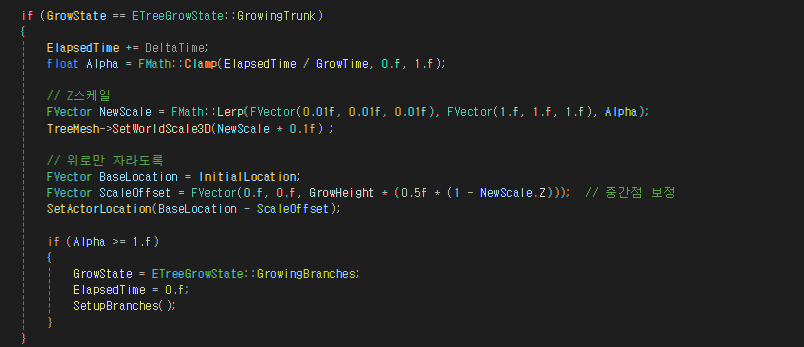 if (GrowState == ETreeGrowState::GrowingTrunk)
{
ElapsedTime += DeltaTime;
float Alpha = FMath::Clamp(ElapsedTime / GrowTime, 0.f, 1.f);
// Z스케일
FVector NewScale = FMath::Lerp(FVector(0.01f, 0.01f, 0.01f), FVector(1.f, 1.f, 1.f), Alpha);
TreeMesh->SetWorldScale3D(NewScale * 0.1f) ;
// 위로만 자라도록
FVector BaseLocation = InitialLocation;
FVector ScaleOffset = FVector(0.f, 0.f, GrowHeight * (0.5f * (1 - NewScale.Z))); // 중간점 보정
SetActorLocation(BaseLocation - ScaleOffset);
if (Alpha >= 1.f)
{
GrowState = ETreeGrowState::GrowingBranches;
ElapsedTime = 0.f;
SetupBranches();
}
}